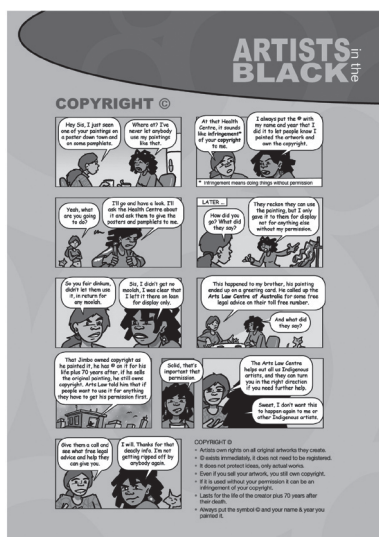 ARTISTS
in the
BLACK
COPYRIGHT ©
Hey Sis, I just seen
one of your paintings on
a poster down town and
on some pamphlets.
Where at? I've
never let anybody
use my paintings
like that.
At that Health
Centre, it sounds
like infringement*
of your copyright
to me.
I always put the © with
my name and year that I
did it to let people know I
painted the artwork and
own the copyright.
* Infringement means doing things without permission
Yeah, what
are you going
to do?
I'll go and have a look. I'll
ask the Health Centre about
it and ask them to give the
posters and pamphlets to me.
LATER ...
How did you
go? What did
they say?
They reckon they can use
the painting, but I only
gave it to them for display
not for anything else
without my permission.
So you fair dinkum,
didn't let them use
it, in return for
any moolah.
Sis, I didn't get no
moolah, I was clear that
I left it there on loan
for display only.
This happened to my brother, his painting
ended up on a greeting card. He called up the
Arts Law Centre of Australia for some free
legal advice on their toll free number.
And what did
they say?
That Jimbo owned copyright as
he painted it, he has © on it for his
life plus 70 years after, if he sells
the original painting, he still owns
copyright. Arts Law told him that if
people want to use it for anything
they have to get his permission first.
Solid, that's
important that
permission.
The Arts Law Centre
helps out all us Indigenous
artists, and they can turn
you in the right direction
if you need further help.
Sweet, I don't want this
to happen again to me or
other Indigenous artists.
Give them a call and
see what free legal
advice and help they
can give you.
I will. Thanks for that
deadly info. I'm not
getting ripped off by
anybody again.
COPYRIGHT ©
• Artists own rights on all original artworks they create.
• © exists immediately, it does not need to be registered.
• It does not protect ideas, only actual works.
• Even if you sell your artwork, you still own copyright.
• If it is used without your permission it can be an
infringement of your copyright.
• Lasts for the life of the creator plus 70 years after
their death.
• Always put the symbol © and your name & year you
painted it.